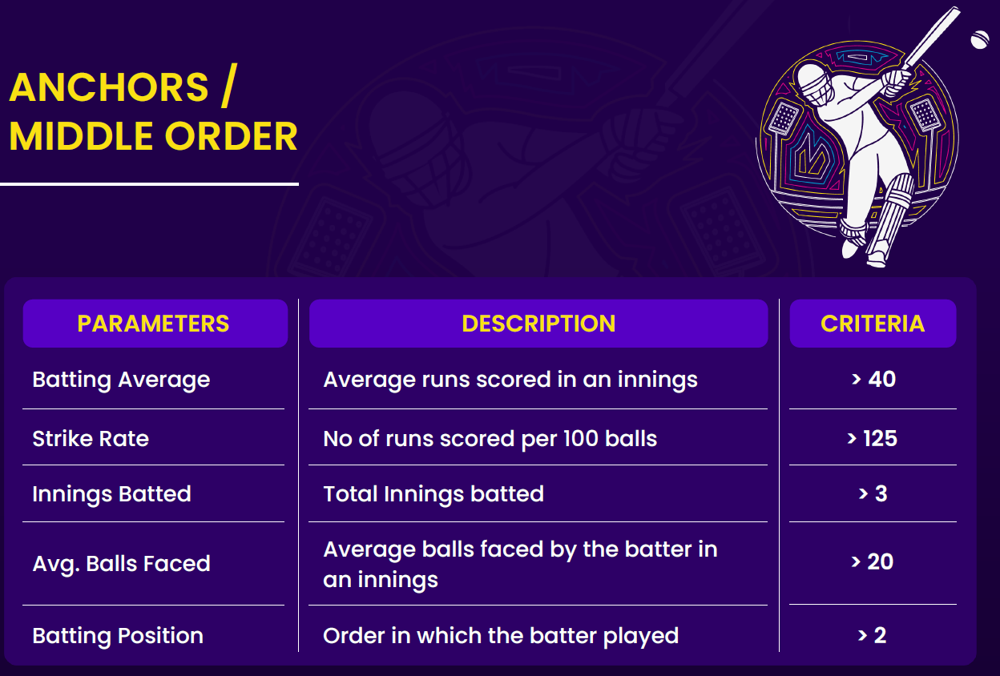 ANCHORS /
MIDDLE ORDER
PARAMETERS DESCRIPTION CRITERIA
Batting Average Average runs scored in an innings > 40
Strike Rate No of runs scored per 100 balls > 125
Innings Batted Total Innings batted > 3
Avg. Balls Faced Average balls faced by the batter in > 20
an innings
Batting Position Order in which the batter played > 2